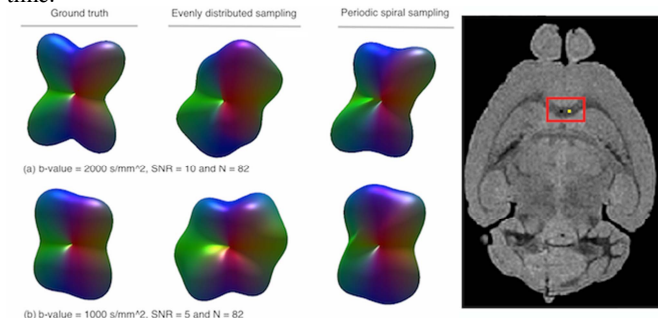 time.
Ground truth
Evenly distributed sampling
Periodic spiral sampling
(a) b-value = 2000 s/mm^2, SNR = 10 and N = 82
(b) b-value = 1000 s/mm^2, SNR = 5 and N = 82